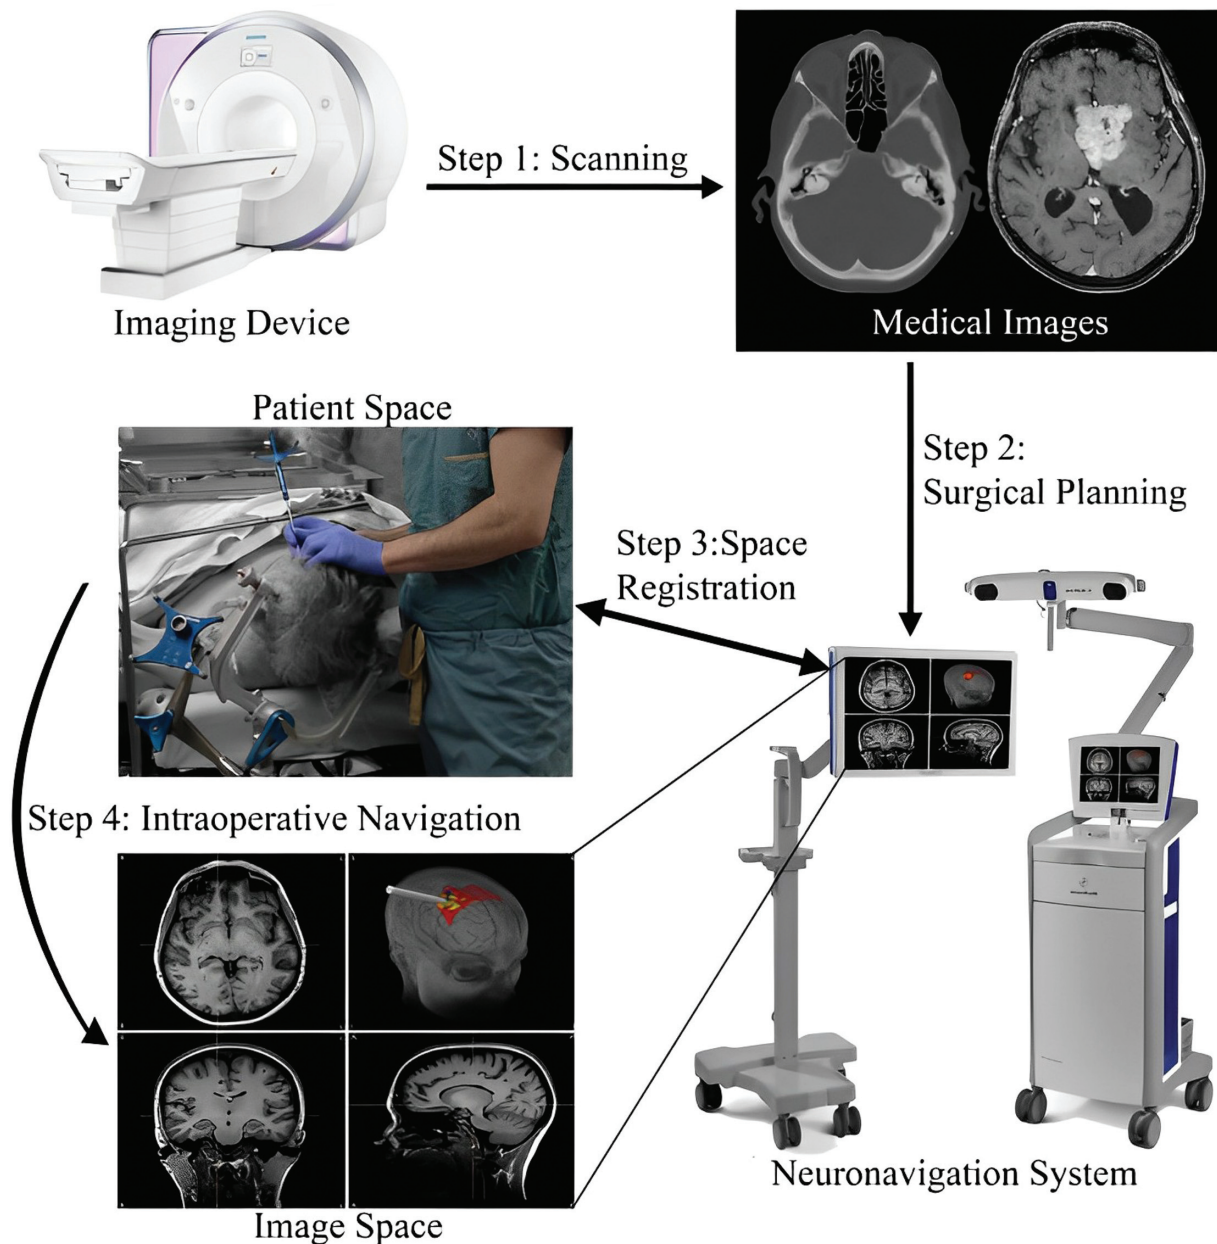 Step 1: Scanning
Imaging Device
Medical Images
Patient Space
Step 2:
Surgical Planning
Step 3:Space
Registration
Step 4: Intraoperative Navigation
Neuronavigation System
Image Space